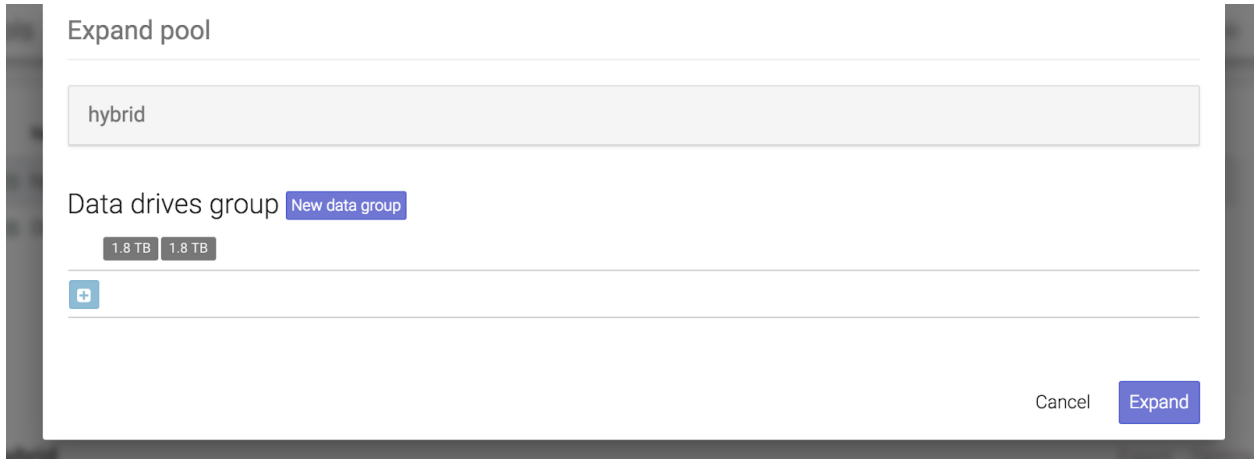 Expand pool
hybrid
Data drives group New data group
1.8 TB 1.8 TB
Cancel Expand